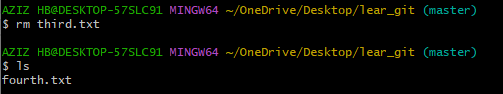 AZIZ HB@DESKTOP-57SLC91 MINGW64 ~/OneDrive/Desktop/lear_git (master)
$ rm third.txt
AZIZ HB@DESKTOP-57SLC91 MINGW64 ~/OneDrive/Desktop/lear_git (master)
$ ls
fourth.txt